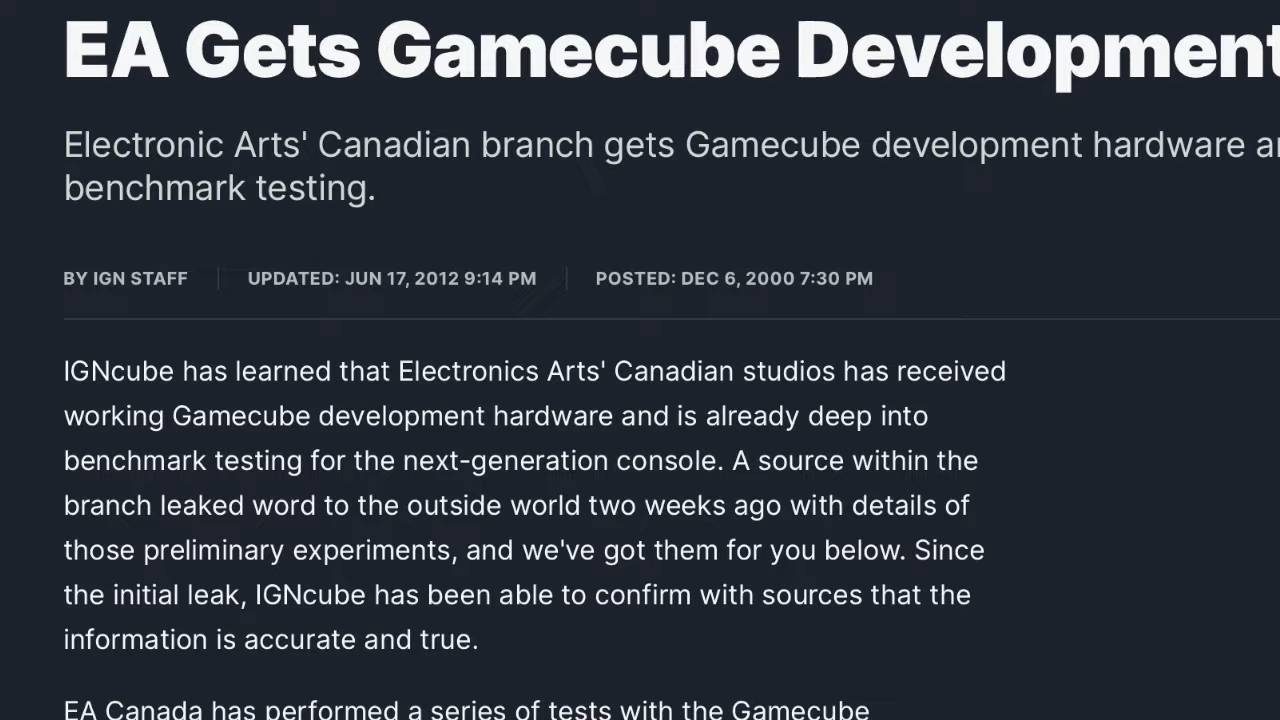 EA Gets Gamecube Development
Electronic Arts' Canadian branch gets Gamecube development hardware
benchmark testing.
BY IGN STAFF UPDATED: JUN 17, 2012 9:14 PM POSTED: DEC 6, 2000 7:30 PM
IGNcube has learned that Electronics Arts' Canadian studios has received
working Gamecube development hardware and is already deep into
benchmark testing for the next-generation console. A source within the
branch leaked word to the outside world two weeks ago with details of
those preliminary experiments, and we've got them for you below. Since
the initial leak, IGNcube has been able to confirm with sources that the
information is accurate and true.
EA Canada has performed a series of tests with the Gamecube